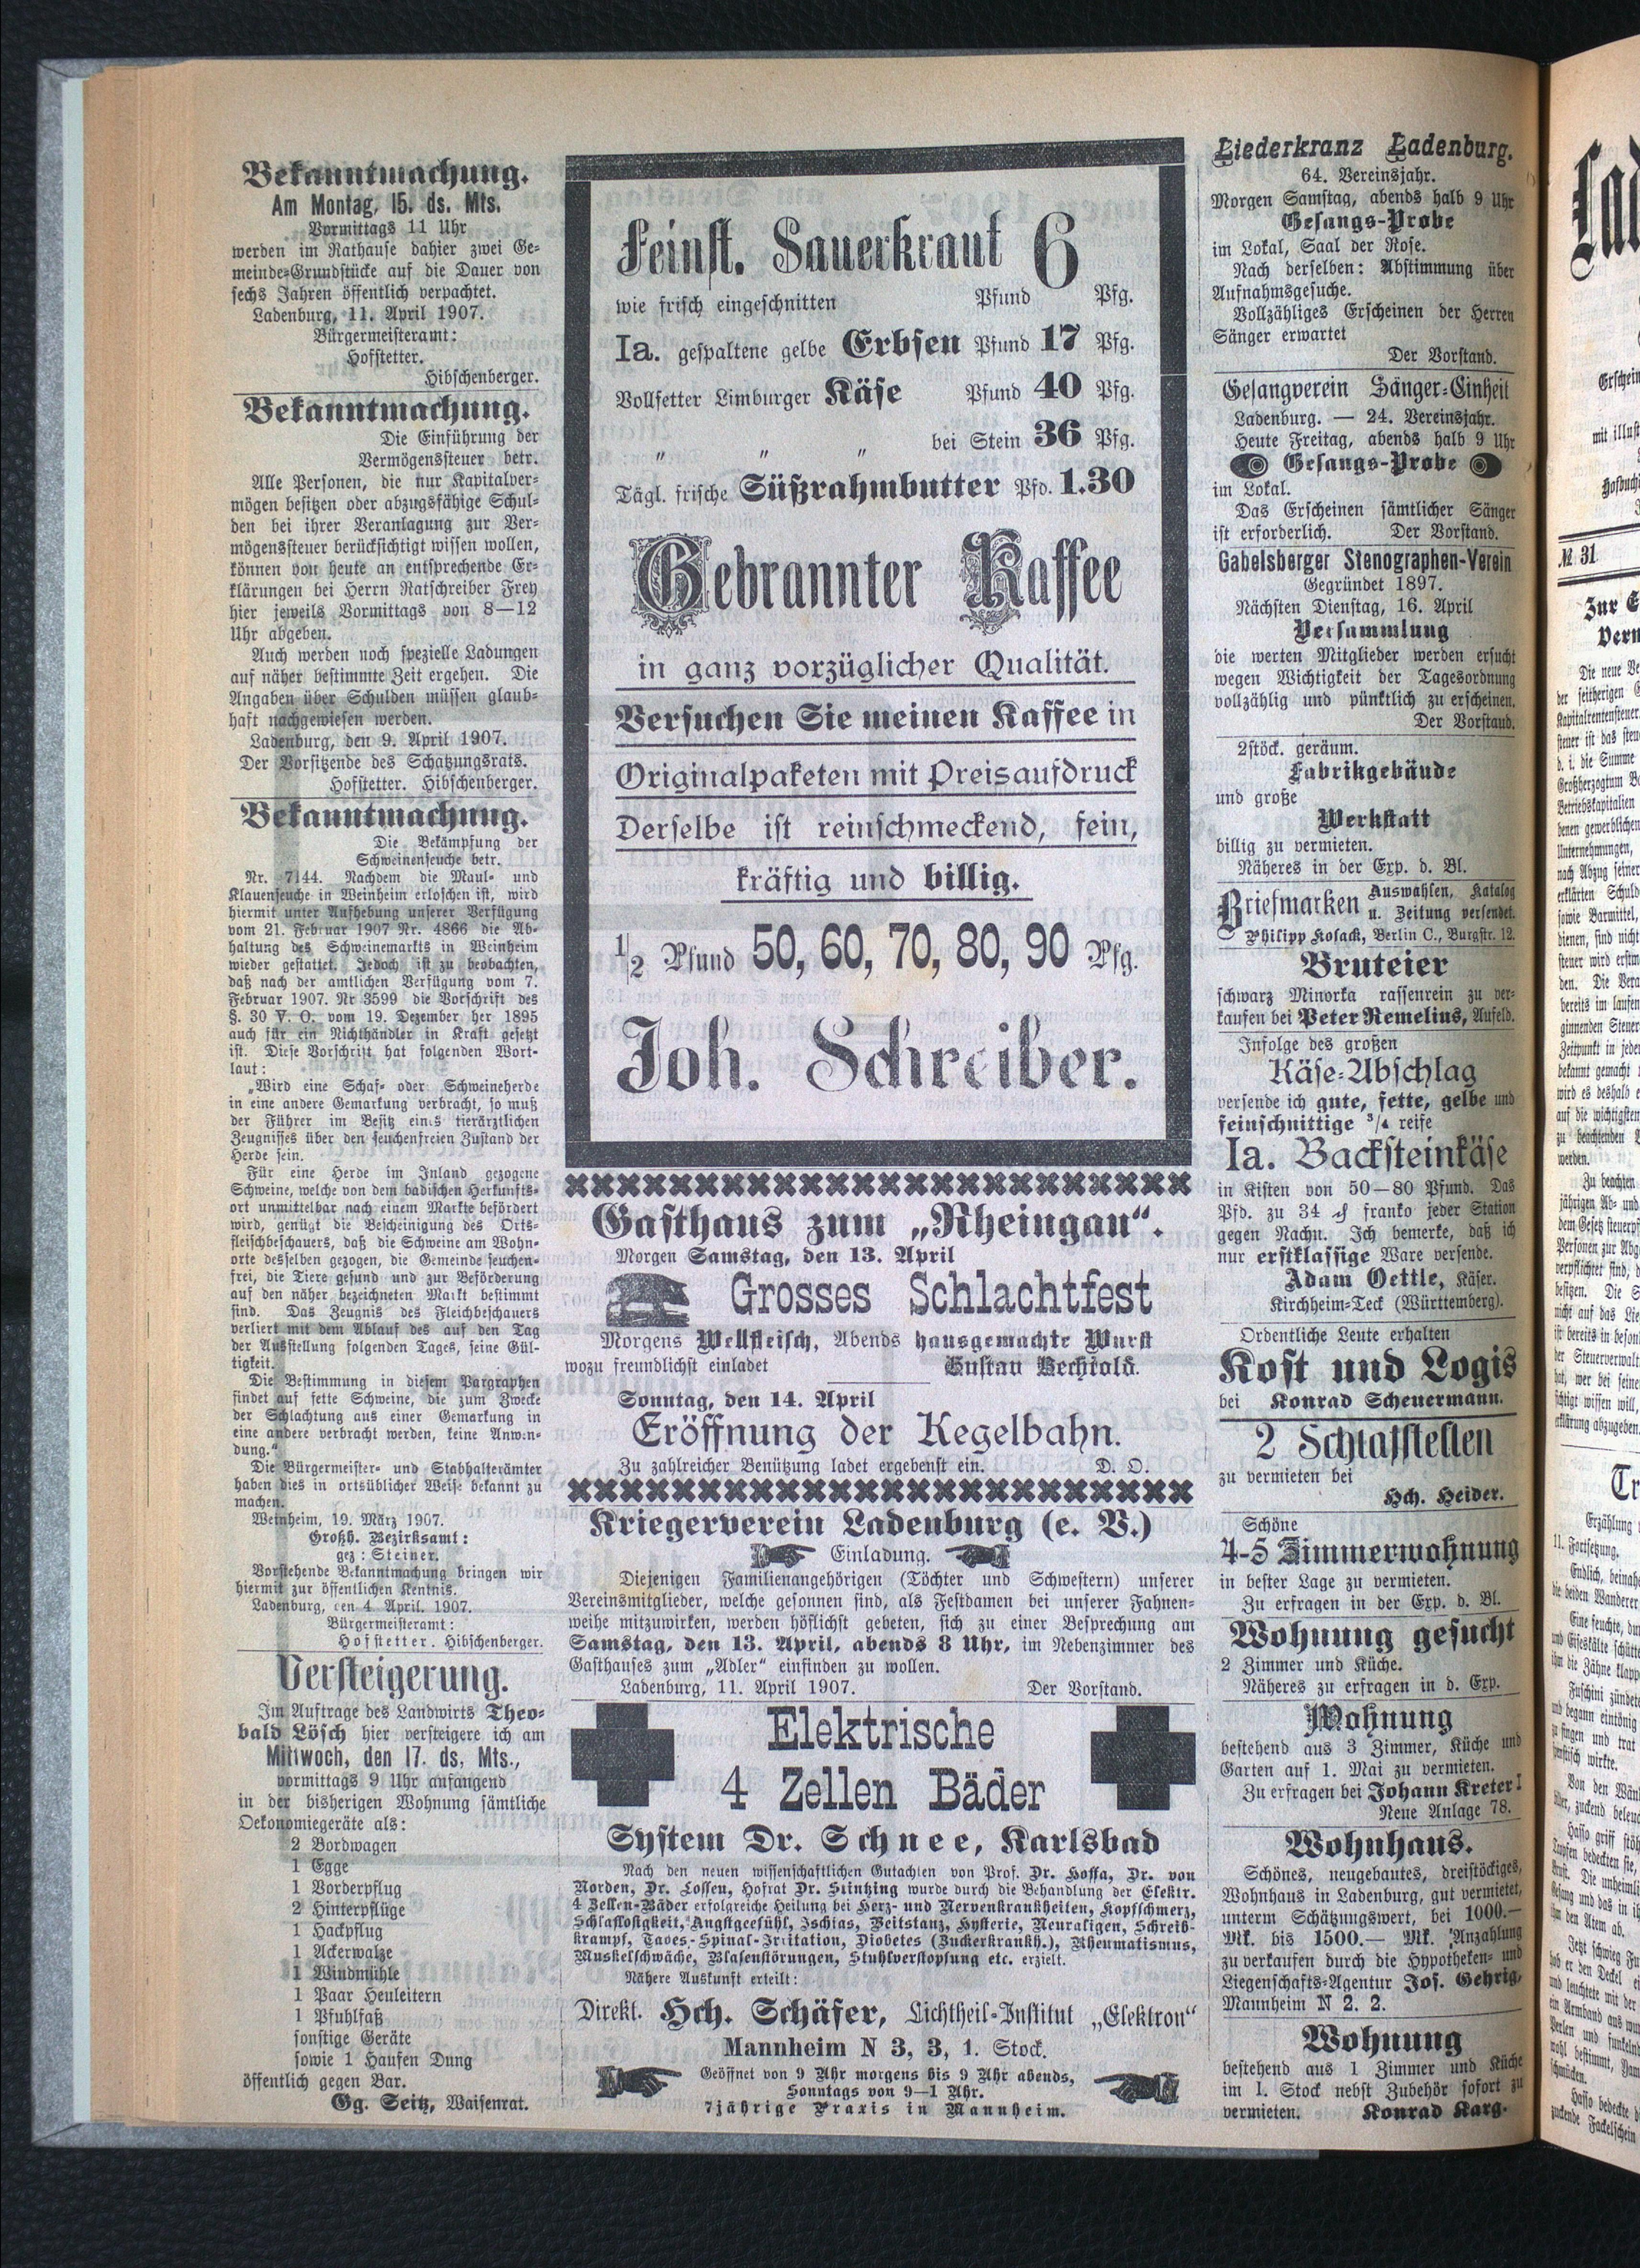 Bekanntmachung.
Am Montag, 15. ds. Mts.
Vormittags 11 Uhr
werden im Rathause dahier zwei Ge-
meinde-Grundstücke auf die Dauer von
sechs Jahren öffentlich verpachtet.
Ladenburg, 11. April 1907.
Bürgermeisteramt:
Hofstetter.
Hibschenberger.
Bekanntmachung.
Die Einführung der
Vermögenssteuer betr.
Alle Personen, die nur Kapitalver-
mögen besitzen oder abzugsfähige Schul-
den bei ihrer Veranlagung zur Ver-
mögenssteuer berücksichtigt wissen wollen,
können von heute an entsprechende Er-
klärungen bei Herrn Ratschreiber Frey
hier jeweils Vormittags von 8—12
Uhr abgeben.
Auch werden noch spezielle Ladungen
auf näher bestimmte Zeit ergehen. Die
Angaben über Schulden müssen glaub-
haft nachgewiesen werden.
Ladenburg, den 9. April 1907.
Der Vorsitzende des Schatzungsrats.
Hofstetter. Hibschenberger.
Bekanntmachung.
Die Bekämpfung der
Schweinenseuche betr.
Nr. 7144. Nachdem die Maul- und
Klauenseuche in Weinheim erloschen ist, wird
hiermit unter Aufhebung unserer Verfügung
vom 21. Februar 1907 Nr. 4866 die Ab-
haltung des Schweinemarkts in Weinheim
wieder gestattet. Jedoch ist zu beobachten,
daß nach der amtlichen Verfügung vom 7.
Februar 1907. Nr 3599 die Vorschrift des
§. 30 V. O. vom 19. Dezember her 1895
auch für ein Nichthändler in Kraft gesetzt
ist. Diese Vorschrift hat folgenden Wort-
laut:
„Wird eine Schaf- oder Schweineherde
in eine andere Gemarkung verbracht, so muß
der Führer im Besitz eines tierärztlichen
Zeugnisses über den seuchenfreien Zustand der
Herde sein.
Für eine Herde im Inland gezogene
Schweine, welche von dem badischen Herkunfts-
ort unmittelbar nach einem Markte befördert
wird, genügt die Bescheinigung des Orts-
fleischbeschauers, daß die Schweine am Wohn-
orte desselben gezogen, die Gemeinde seuchen-
frei, die Tiere gesund und zur Beförderung
auf den näher bezeichneten Markt bestimmt
sind. Das Zeugnis des Fleichbeschauers
verliert mit dem Ablauf des auf den Tag
der Ausstellung folgenden Tages, seine Gül-
tigkeit.
Die Bestimmung in diesem Pargraphen
findet auf fette Schweine, die zum Zwecke
der Schlachtung aus einer Gemarkung in
eine andere verbracht werden, keine Anwen-
dung.“
Die Bürgermeister- und Stabhalterämter
haben dies in ortsüblicher Weise bekannt zu
machen.
Weinheim, 19. März 1907.
Großh. Bezirksamt:
gez: Steiner.
Vorstehende Bekanntmachung bringen wir
hiermit zur öffentlichen Kentnis.
Ladenburg, den 4. April. 1907.
Bürgermeisteramt:
Hofstetter. Hibschenberger.
Versteigerung.
Im Auftrage des Landwirts Theo-
bald Lösch hier versteigere ich am
Mittwoch, den 17. ds. Mts.,
vormittags 9 Uhr anfangend
in der bisherigen Wohnung sämtliche
Oekonomiegeräte als:
2 Bordwagen
1 Egge
1 Vorderpflug
2 Hinterpflüge
1 Hackpflug
1 Ackerwalze
1 Windmühle
1 Paar Heuleitern
1 Pfuhlfaß
sonstige Geräte
sowie 1 Haufen Dung
öffentlich gegen Bar.
Gg. Seitz, Waisenrat.
Feinst. Sauerkraut 6
wie frisch eingeschnitten Pfund Pfg.
Ia. gespaltene gelbe Erbsen Pfund 17 Pfg.
Vollfetter Limburger Käse Pfund 40 Pfg.
" " " bei Stein 36 Pfg.
Tägl. frische Süßrahmbutter Pfd. 1.30
Gebrannter Kaffee
in ganz vorzüglicher Qualität.
Versuchen Sie meinen Kaffee in
Originalpaketen mit Preisaufdruck
Derselbe ist reinschmeckend, fein,
kräftig und billig.
1/2 Pfund 50, 60, 70, 80, 90 Pfg.
Joh. Schreiber.
Gasthaus zum „Rheingau“.
Morgen Samstag, den 13. April
Grosses Schlachtfest
Morgens Wellfleisch, Abends hausgemachte Wurst
wozu freundlichst einladet Gustav Bechtold.
Sonntag, den 14. April
Eröffnung der Kegelbahn.
Zu zahlreicher Benützung ladet ergebenst ein. D. O.
Kriegerverein Ladenburg (e. V.)
Einladung.
Diejenigen Familienangehörigen (Töchter und Schwestern) unserer
Vereinsmitglieder, welche gesonnen sind, als Festdamen bei unserer Fahnen-
weihe mitzuwirken, werden höflichst gebeten, sich zu einer Besprechung am
Samstag, den 13. April, abends 8 Uhr, im Nebenzimmer des
Gasthauses zum „Adler“ einfinden zu wollen.
Ladenburg, 11. April 1907. Der Vorstand.
Elektrische
4 Zellen Bäder
System Dr. Schnee, Karlsbad
Nach den neuen wissenschaftlichen Gutachten von Prof. Dr. Hoffa, Dr. von
Norden, Dr. Lossen, Hofrat Dr. Stintzing wurde durch die Behandlung der Elektr.
4 Zellen-Bäder erfolgreiche Heilung bei Herz- und Nervenkrankheiten, Kopfschmerz,
Schlaflosigkeit, Angstgefühl, Ischias, Veitstanz, Hysterie, Neuralgien, Schreib-
krampf, Tabes-Spinal-Irritation, Diobetes (Zuckerkrankh.), Rheumatismus,
Muskelschwäche, Blasenstörungen, Stuhlverstopfung etc. erzielt.
Nähere Auskunft erteilt:
Direkt. Hch. Schäfer, Lichtheil-Institut „Elektron“
Mannheim N 3, 3, 1. Stock.
Geöffnet von 9 Uhr morgens bis 9 Uhr abends,
Sonntags von 9—1 Uhr.
7jährige Praxis in Mannheim.
Liederkranz Ladenburg.
64. Vereinsjahr.
Morgen Samstag, abends halb 9 Uhr
Gesangs-Probe
im Lokal, Saal der Rose.
Nach derselben: Abstimmung über
Aufnahmsgesuche.
Vollzähliges Erscheinen der Herren
Sänger erwartet
Der Vorstand.
Gesangverein Sänger-Einheit
Ladenburg. — 24. Vereinsjahr.
Heute Freitag, abends halb 9 Uhr
Gesangs-Probe
im Lokal.
Das Erscheinen sämtlicher Sänger
ist erforderlich. Der Vorstand.
Gabelsberger Stenographen-Verein
Gegründet 1897.
Nächsten Dienstag, 16. April
Versammlung
die werten Mitglieder werden ersucht
wegen Wichtigkeit der Tagesordnung
vollzählig und pünktlich zu erscheinen.
Der Vorstand.
2stöck. geräum.
Fabrikgebäude
und große
Werkstatt
billig zu vermieten.
Näheres in der Exp. d. Bl.
Briefmarken Auswahlen, Katalog
u. Zeitung versendet.
Philipp Kosack, Berlin C., Burgstr. 12.
Bruteier
schwarz Minorka rassenrein zu ver-
kaufen bei Peter Remelius, Aufeld.
Infolge des großen
Käse-Abschlag
versende ich gute, fette, gelbe und
feinschnittige 3/4 reife
Ia. Backsteinkäse
in Kisten von 50—80 Pfund. Das
Pfd. zu 34 ₰ franko jeder Station
gegen Nachn. Ich bemerke, daß ich
nur erstklassige Ware versende.
Adam Oettle, Käser.
Kirchheim-Teck (Württemberg).
Ordentliche Leute erhalten
Kost und Logis
bei Konrad Scheuermann.
2 Schlafstellen
zu vermieten bei
Hch. Heider.
Schöne
4-5 Zimmerwohnung
in bester Lage zu vermieten.
Zu erfragen in der Exp. d. Bl.
Wohnung gesucht
2 Zimmer und Küche.
Näheres zu erfragen in d. Exp.
Wohnung
bestehend aus 3 Zimmer, Küche und
Garten auf 1. Mai zu vermieten.
Zu erfragen bei Johann Kreter I
Neue Anlage 78.
Wohnhaus.
Schönes, neugebautes, dreistöckiges,
Wohnhaus in Ladenburg, gut vermietet,
unterm Schätzungswert, bei 1000.—
Mk. bis 1500.— Mk. Anzahlung
zu verkaufen durch die Hypotheken- und
Liegenschafts-Agentur Jos. Gehrig,
Mannheim N 2. 2.
Wohnung
bestehend aus 1 Zimmer und Küche
im 1. Stock nebst Zubehör sofort zu
vermieten. Konrad Karg.
№ 31